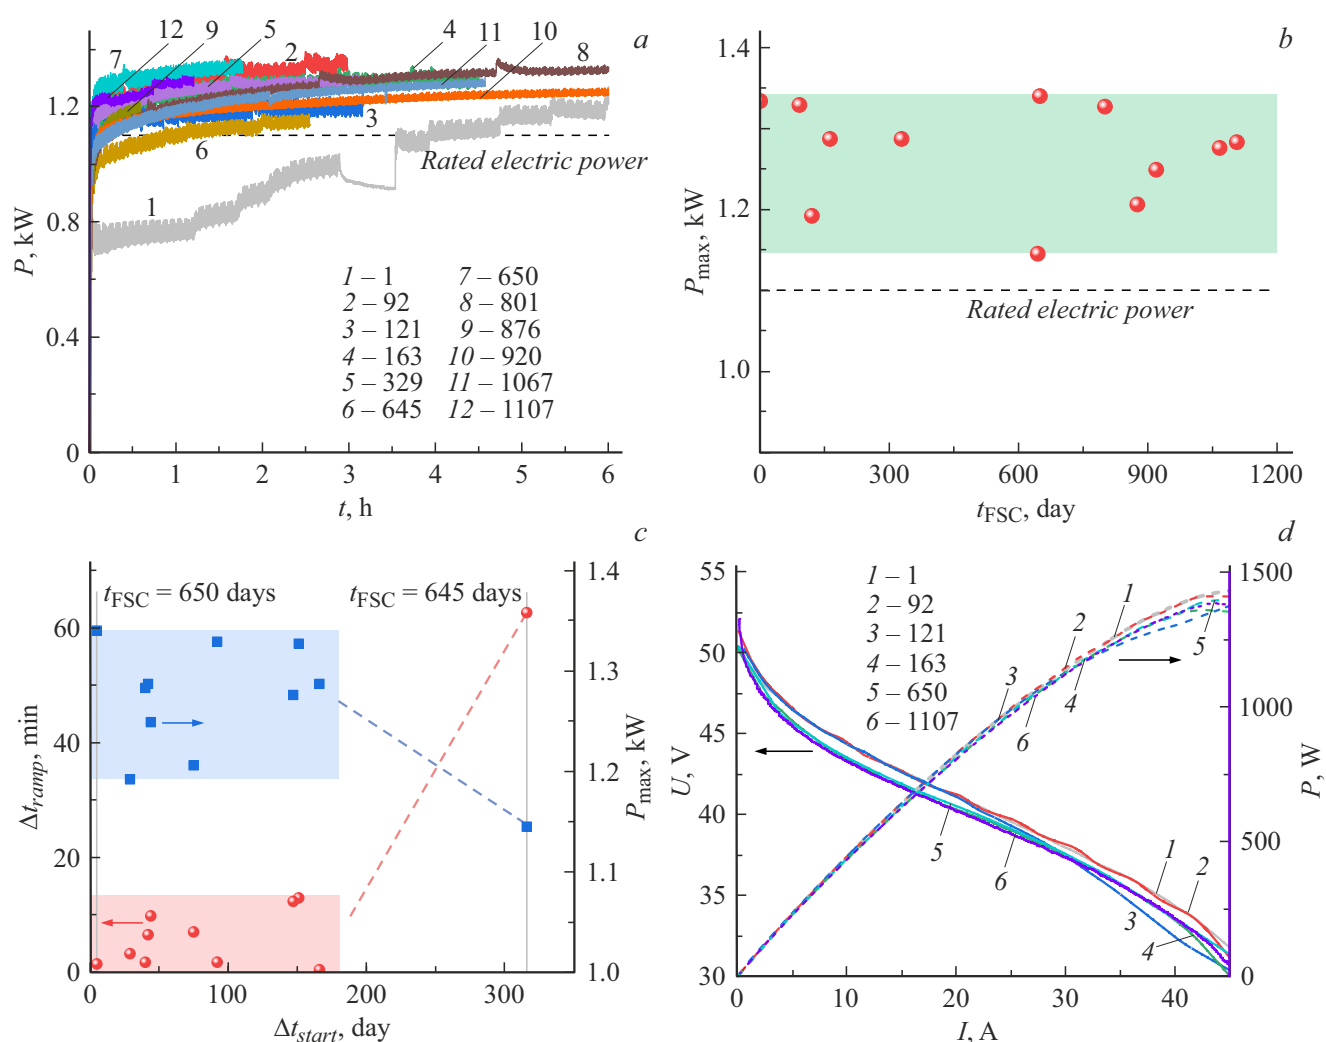 a
1.2
0.8
0.4
0
P, kW
0 1 2 3 4 5 6
t, h
7 12 9 5 2 4 11 10 8
3
6
1
Rated electric power
1 – 1 7 – 650
2 – 92 8 – 801
3 – 121 9 – 876
4 – 163 10 – 920
5 – 329 11 – 1067
6 – 645 12 – 1107
b
1.4
1.3
1.2
1.1
1.0
Pmax, kW
Rated electric power
0 300 600 900 1200
tFSC, day
c
tFSC = 650 days tFSC = 645 days
60
40
20
0
Δtramp, min
1.4
1.3
1.2
1.1
1.0
Pmax, kW
0 100 200 300
Δtstart, day
d
55
50
45
40
35
30
U, V
1 – 1
2 – 92
3 – 121
4 – 163
5 – 650
6 – 1107
3 2 1
6 4 5
5 6 1 2
3
4
1500
1000
500
0
P, W
0 10 20 30 40
I, A